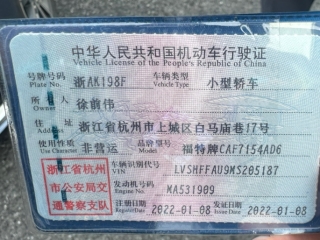 中华人民共和国机动车行驶证
Vehicle License of the People's Republic of China
号牌号码 浙AK198F 车辆类型 小型轿车
Plate No. Vehicle Type
所有人 徐前伟
Owner
住址 浙江省杭州市上城区白马庙巷17号
Address
使用性质 非营运 品牌型号 福特牌CAF7154AD6
Use Character Model
浙江省杭州市公安局交通警察支队
车辆识别代号 LVSHFFAU9MS205187
VIN
发动机号码 MA531909
Engine No.
注册日期 2022-01-08 发证日期 2022-01-08
Register Date Issue Date